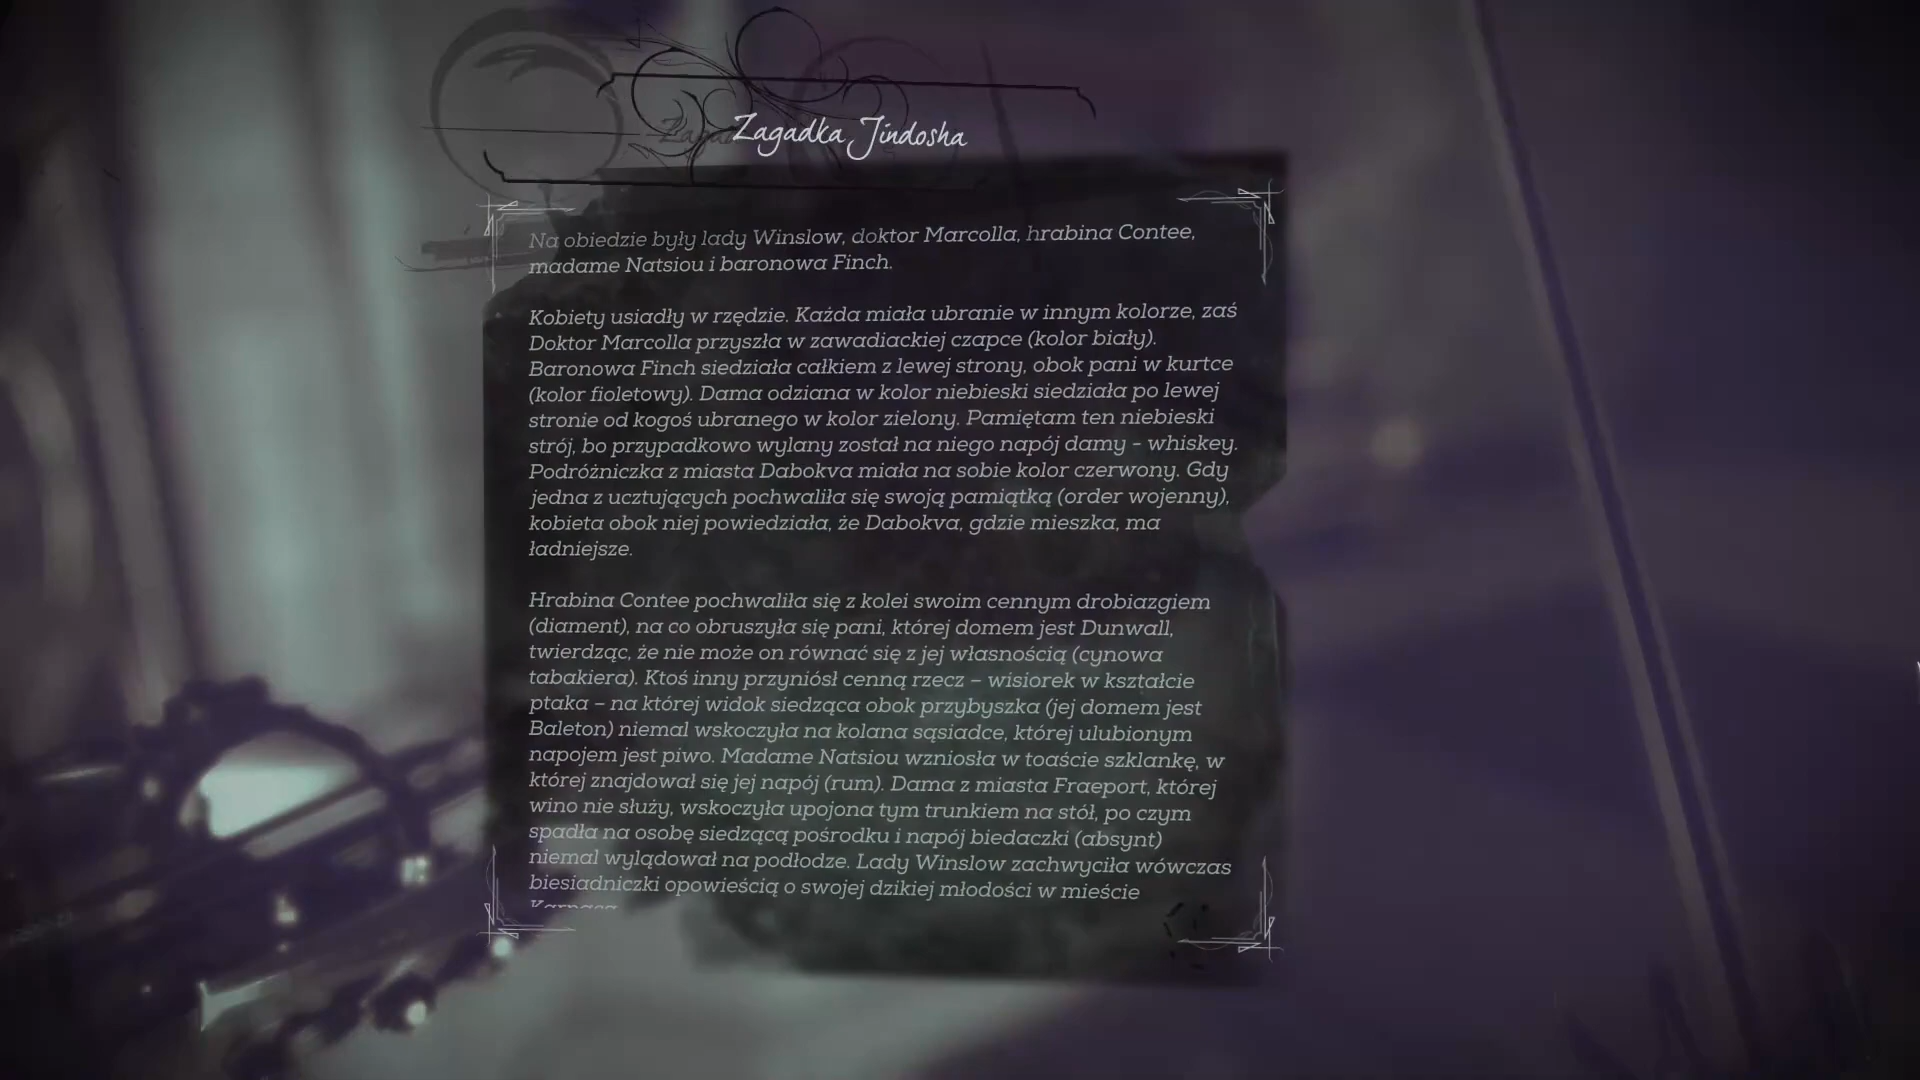 Zagadka Jindosha
Na obiedzie były lady Winslow, doktor Marcolla, hrabina Contee,
madame Natsiou i baronowa Finch.
Kobiety usiadły w rzędzie. Każda miała ubranie w innym kolorze, zaś
Doktor Marcolla przyszła w zawadiackiej czapce (kolor biały).
Baronowa Finch siedziała całkiem z lewej strony, obok pani w kurtce
(kolor fioletowy). Dama odziana w kolor niebieski siedziała po lewej
stronie od kogoś ubranego w kolor zielony. Pamiętam ten niebieski
strój, bo przypadkowo wylany został na niego napój damy - whiskey.
Podróżniczka z miasta Dabokva miała na sobie kolor czerwony. Gdy
jedna z ucztujących pochwaliła się swoją pamiątką (order wojenny),
kobieta obok niej powiedziała, że Dabokva, gdzie mieszka, ma
ładniejsze.
Hrabina Contee pochwaliła się z kolei swoim cennym drobiazgiem
(diament), na co obruszyła się pani, której domem jest Dunwall,
twierdząc, że nie może on równać się z jej własnością (cynowa
tabakiera). Ktoś inny przyniósł cenną rzecz – wisiorek w kształcie
ptaka – na której widok siedząca obok przybyszka (jej domem jest
Baleton) niemal wskoczyła na kolana sąsiadce, której ulubionym
napojem jest piwo. Madame Natsiou wzniosła w toaście szklankę, w
której znajdował się jej napój (rum). Dama z miasta Fraeport, której
wino nie służy, wskoczyła upojona tym trunkiem na stół, po czym
spadła na osobę siedzącą pośrodku i napój biedaczki (absynt)
niemal wylądował na podłodze. Lady Winslow zachwyciła wówczas
biesiadniczki opowieścią o swojej dzikiej młodości w mieście